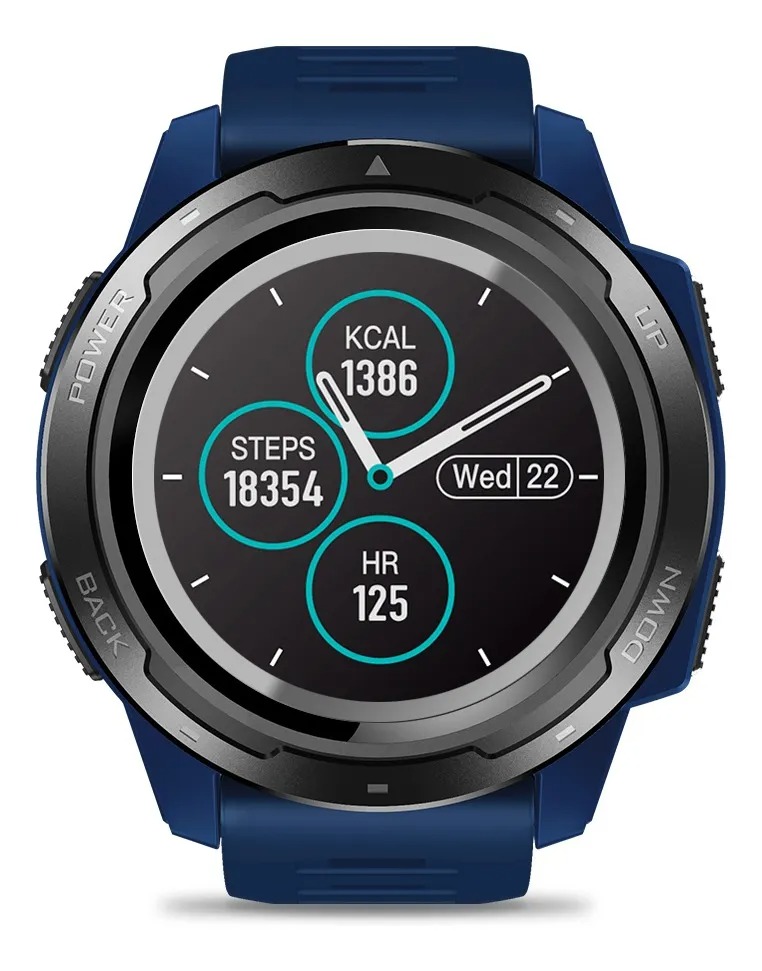 POWER
UP
KCAL
1386
STEPS
18354
Wed 22
HR
125
BACK
DOWN